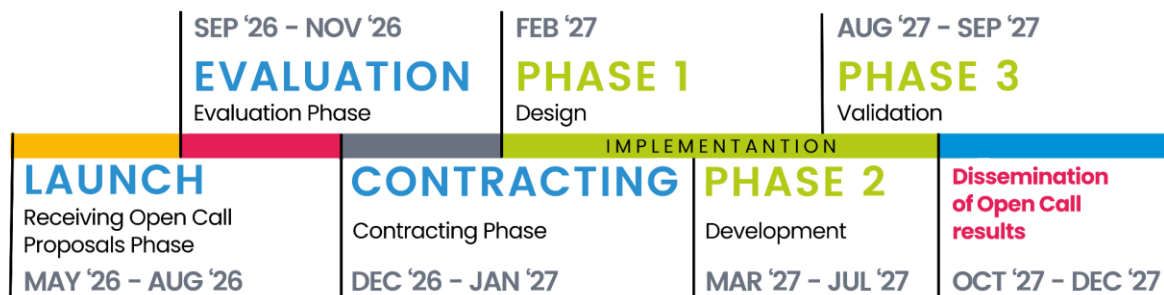 SEP ‘26 – NOV ‘26
EVALUATION
Evaluation Phase
FEB ‘27
PHASE 1
Design
AUG ‘27 – SEP ‘27
PHASE 3
Validation
IMPLEMENTANTION
LAUNCH
Receiving Open Call
Proposals Phase
MAY ‘26 – AUG ‘26
CONTRACTING
Contracting Phase
DEC ‘26 – JAN ‘27
PHASE 2
Development
MAR ‘27 – JUL ‘27
Dissemination
of Open Call
results
OCT ‘27 – DEC ‘27